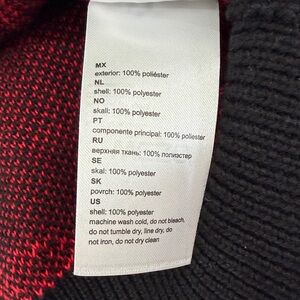 MX
exterior: 100% poliéster
NL
shell: 100% polyester
NO
skall: 100% polyester
PT
componente principal: 100% poliéster
RU
верхняя ткань: 100% полиэстер
SE
skal: 100% polyester
SK
povrch: 100% polyester
US
shell: 100% polyester
machine wash cold, do not bleach,
do not tumble dry, line dry, do
not iron, do not dry clean